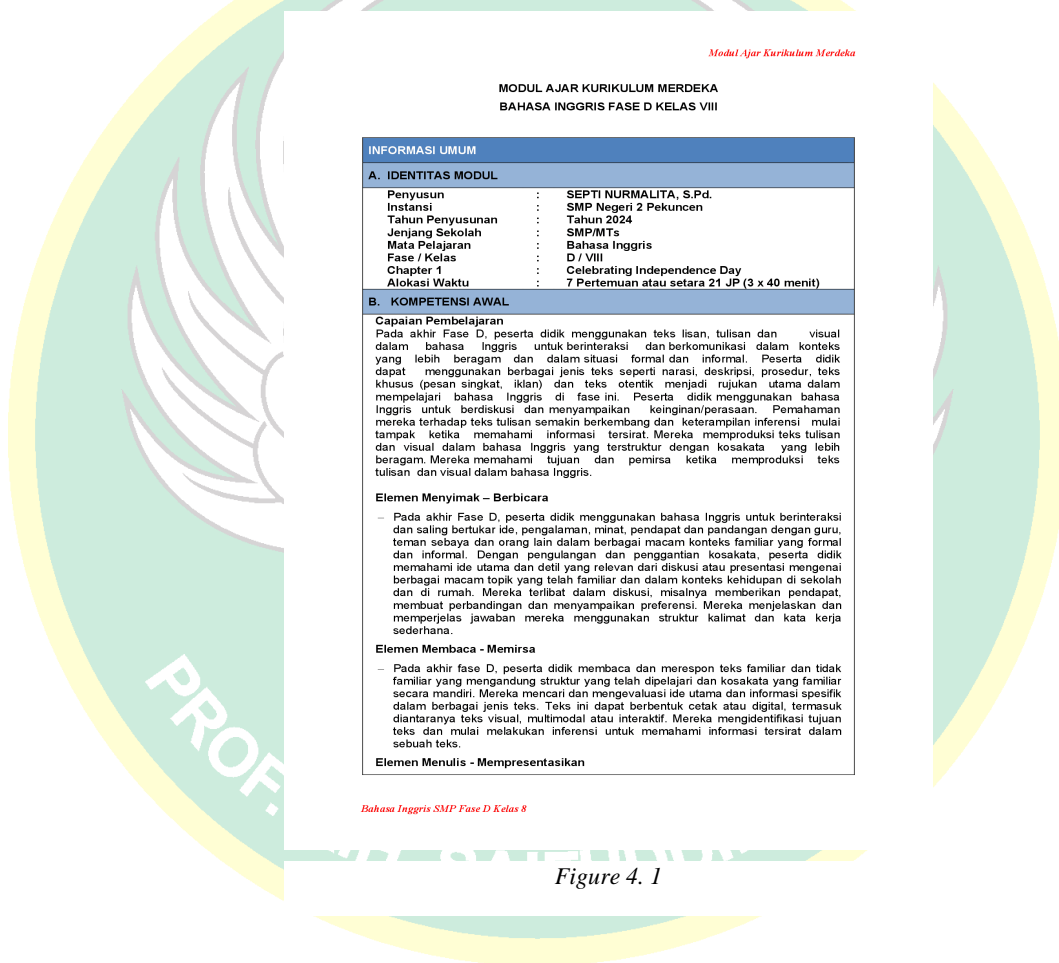 Modul Ajar Kurikulum Merdeka
MODUL AJAR KURIKULUM MERDEKA
BAHASA INGGRIS FASE D KELAS VIII
INFORMASI UMUM
A. IDENTITAS MODUL
Penyusun : SEPTI NURMALITA, S.Pd.
Instansi : SMP Negeri 2 Pekuncen
Tahun Penyusunan : Tahun 2024
Jenjang Sekolah : SMP/MTs
Mata Pelajaran : Bahasa Inggris
Fase / Kelas : D / VIII
Chapter 1 : Celebrating Independence Day
Alokasi Waktu : 7 Pertemuan atau setara 21 JP (3 x 40 menit)
B. KOMPETENSI AWAL
Capaian Pembelajaran
Pada akhir Fase D, peserta didik menggunakan teks lisan, tulisan dan visual
dalam bahasa Inggris untuk berinteraksi dan berkomunikasi dalam konteks
yang lebih beragam dan dalam situasi formal dan informal. Peserta didik
dapat menggunakan berbagai jenis teks seperti narasi, deskripsi, prosedur, teks
khusus (pesan singkat, iklan) dan teks otentik menjadi rujukan utama dalam
mempelajari bahasa Inggris di fase ini. Peserta didik menggunakan bahasa
Inggris untuk berdiskusi dan menyampaikan keinginan/perasaan. Pemahaman
mereka terhadap teks tulisan semakin berkembang dan keterampilan inferensi mulai
tampak ketika memahami informasi tersirat. Mereka memproduksi teks tulisan
dan visual dalam bahasa Inggris yang terstruktur dengan kosakata yang lebih
beragam. Mereka memahami tujuan dan pemirsa ketika memproduksi teks
tulisan dan visual dalam bahasa Inggris.
Elemen Menyimak – Berbicara
– Pada akhir Fase D, peserta didik menggunakan bahasa Inggris untuk berinteraksi
dan saling bertukar ide, pengalaman, minat, pendapat dan pandangan dengan guru,
teman sebaya dan orang lain dalam berbagai macam konteks familiar yang formal
dan informal. Dengan pengulangan dan penggantian kosakata, peserta didik
memahami ide utama dan detil yang relevan dari diskusi atau presentasi mengenai
berbagai macam topik yang telah familiar dan dalam konteks kehidupan di sekolah
dan di rumah. Mereka terlibat dalam diskusi, misalnya memberikan pendapat,
membuat perbandingan dan menyampaikan preferensi. Mereka menjelaskan dan
memperjelas jawaban mereka menggunakan struktur kalimat dan kata kerja
sederhana.
Elemen Membaca - Memirsa
– Pada akhir fase D, peserta didik membaca dan merespon teks familiar dan tidak
familiar yang mengandung struktur yang telah dipelajari dan kosakata yang familiar
secara mandiri. Mereka mencari dan mengevaluasi ide utama dan informasi spesifik
dalam berbagai jenis teks. Teks ini dapat berbentuk cetak atau digital, termasuk
diantaranya teks visual, multimodal atau interaktif. Mereka mengidentifikasi tujuan
teks dan mulai melakukan inferensi untuk memahami informasi tersirat dalam
sebuah teks.
Elemen Menulis - Mempresentasikan
Bahasa Inggris SMP Fase D Kelas 8
PROF.
Figure 4. 1